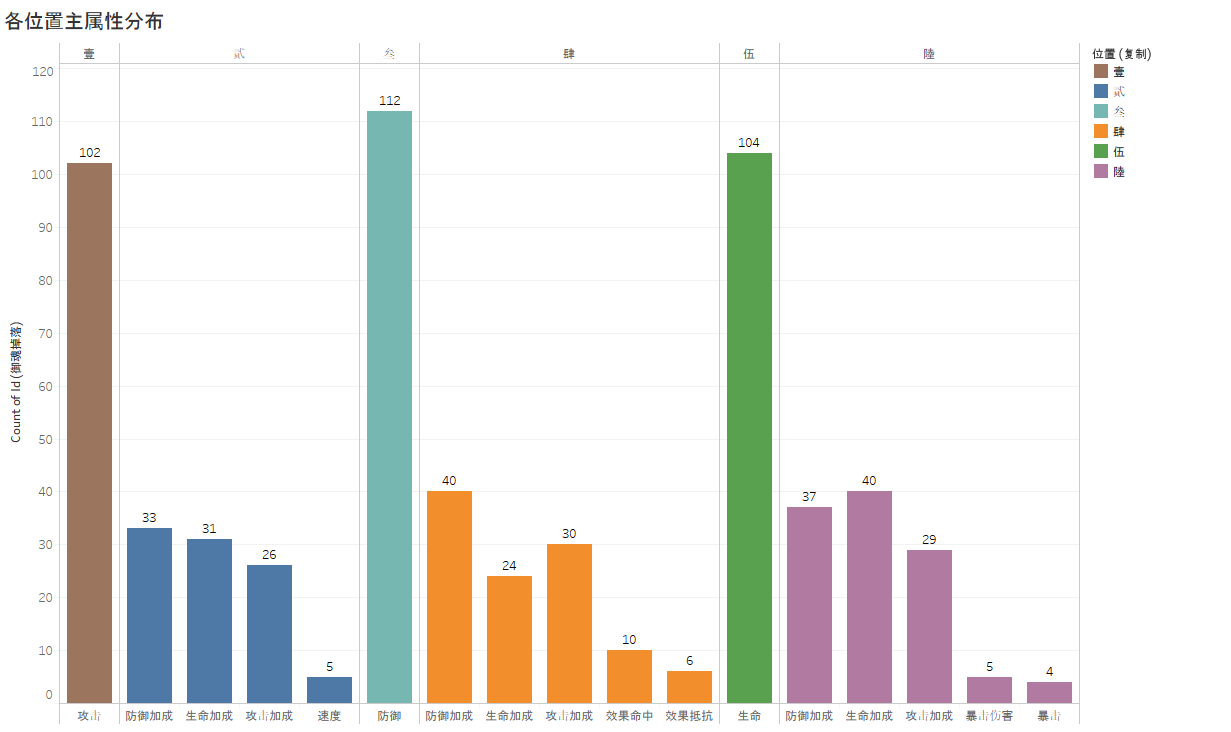 各位置主属性分布
壹 贰 叁 肆 伍 陸
位置 (复制)
壹
贰
叁
肆
伍
陸
Count of Id (御魂掉落)
120
110
100
90
80
70
60
50
40
30
20
10
0
102 33 31 26 5 112 40 24 30 10 6 104 37 40 29 5 4
攻击 防御加成 生命加成 攻击加成 速度 防御 防御加成 生命加成 攻击加成 效果命中 效果抵抗 生命 防御加成 生命加成 攻击加成 暴击伤害 暴击